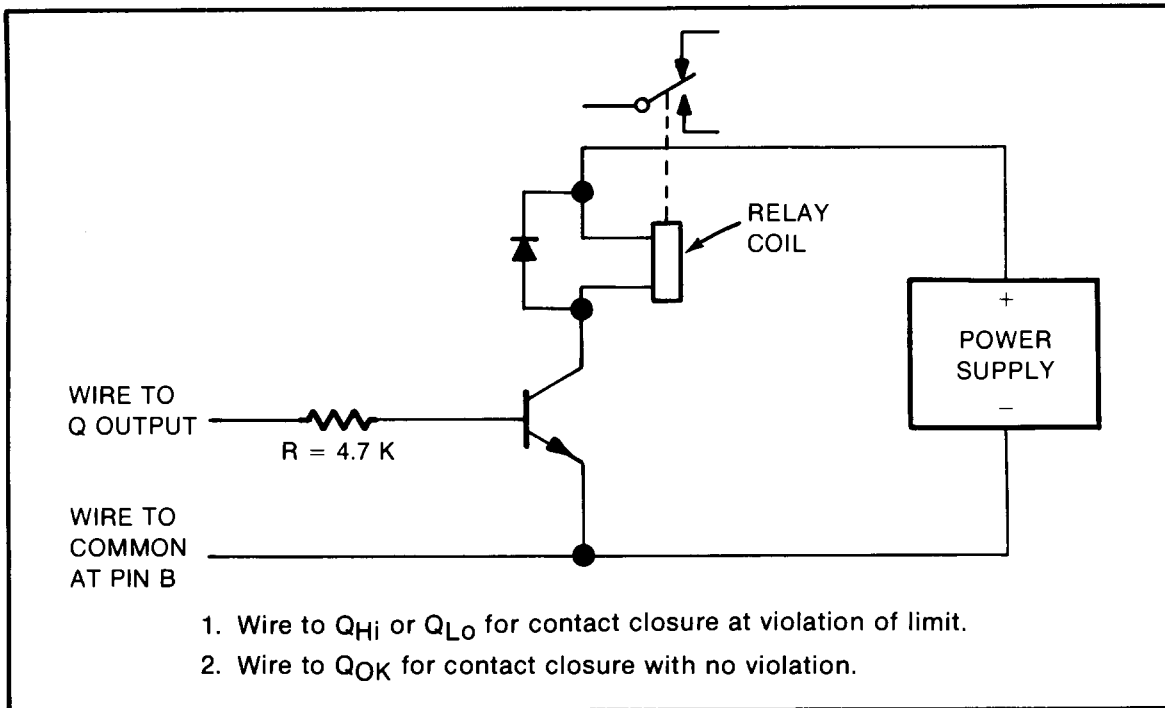 RELAY
COIL
+
POWER
SUPPLY
–
WIRE TO
Q OUTPUT
R = 4.7 K
WIRE TO
COMMON
AT PIN B
1. Wire to QHi or QLo for contact closure at violation of limit.
2. Wire to QOK for contact closure with no violation.